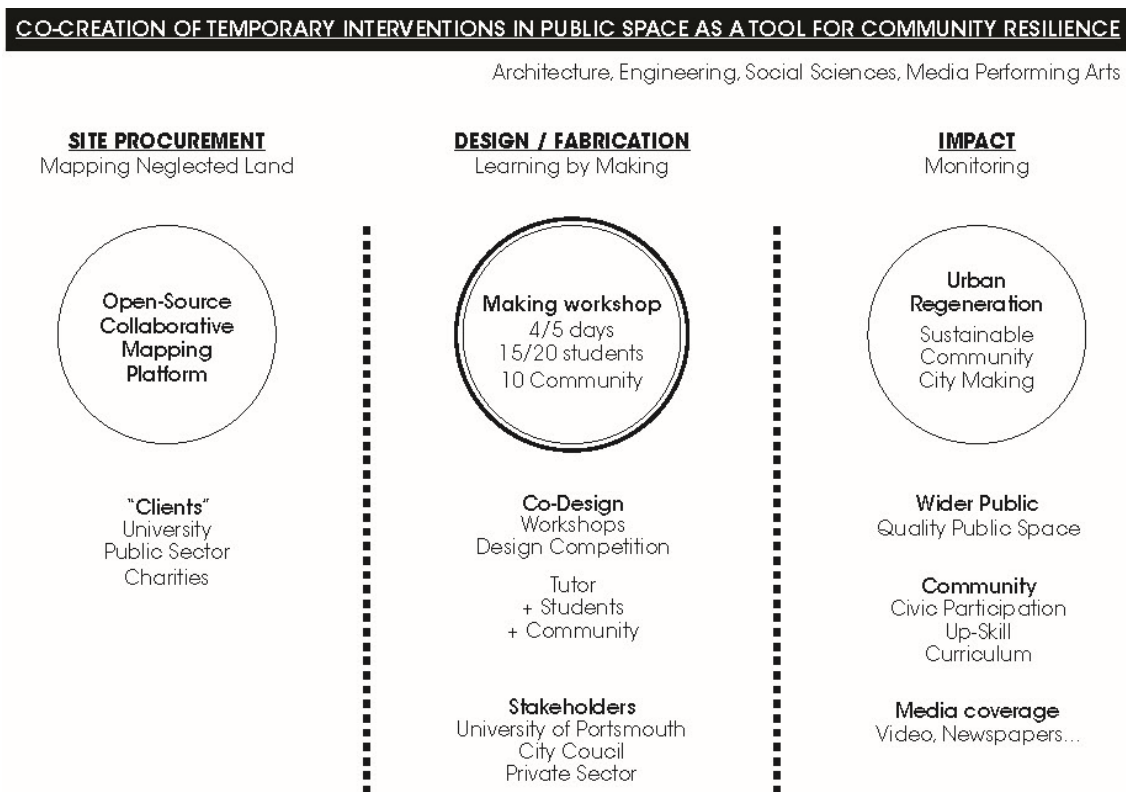 CO-CREATION OF TEMPORARY INTERVENTIONS IN PUBLIC SPACE AS A TOOL FOR COMMUNITY RESILIENCE
Architecture, Engineering, Social Sciences, Media Performing Arts
SITE PROCUREMENT
Mapping Neglected Land
Open-Source
Collaborative
Mapping
Platform
"Clients"
University
Public Sector
Charities
DESIGN / FABRICATION
Learning by Making
Making workshop
4/5 days
15/20 students
10 Community
Co-Design
Workshops
Design Competition
Tutor
+ Students
+ Community
Stakeholders
University of Portsmouth
City Coucil
Private Sector
IMPACT
Monitoring
Urban
Regeneration
Sustainable
Community
City Making
Wider Public
Quality Public Space
Community
Civic Participation
Up-Skill
Curriculum
Media coverage
Video, Newspapers...